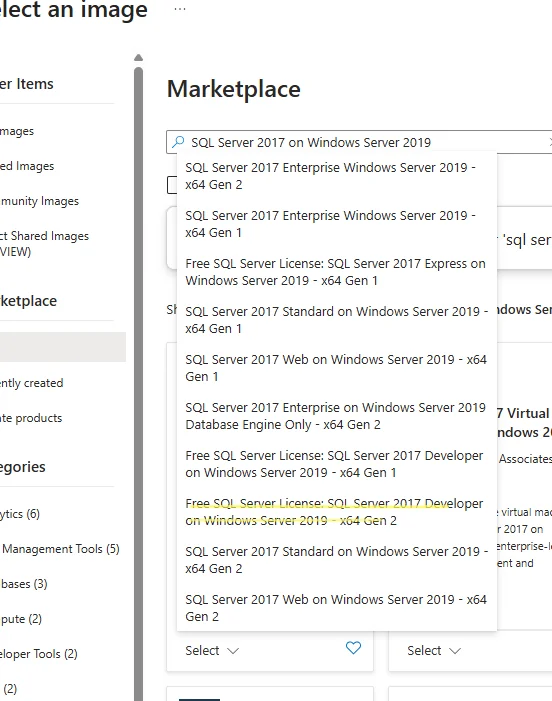 elect an image ...
er Items
mages
ed Images
munity Images
ct Shared Images
VIEW)
ketplace
ntly created
te products
egories
ytics (6)
Management Tools (5)
bases (3)
pute (2)
eloper Tools (2)
(2)
Marketplace
SQL Server 2017 on Windows Server 2019
SQL Server 2017 Enterprise Windows Server 2019 -
x64 Gen 2
SQL Server 2017 Enterprise Windows Server 2019 -
x64 Gen 1
Free SQL Server License: SQL Server 2017 Express on
Windows Server 2019 - x64 Gen 1
SQL Server 2017 Standard on Windows Server 2019 -
x64 Gen 1
SQL Server 2017 Web on Windows Server 2019 - x64
Gen 1
SQL Server 2017 Enterprise on Windows Server 2019
Database Engine Only - x64 Gen 2
Free SQL Server License: SQL Server 2017 Developer
on Windows Server 2019 - x64 Gen 1
Free SQL Server License: SQL Server 2017 Developer
on Windows Server 2019 - x64 Gen 2
SQL Server 2017 Standard on Windows Server 2019 -
x64 Gen 2
SQL Server 2017 Web on Windows Server 2019 - x64
Gen 2
' 'sql ser
Sh
ndows Ser
7 Virtual
ndows 20
Associates
e virtual mac
r 2017 on
enterprise-le
ent and
Select
Select